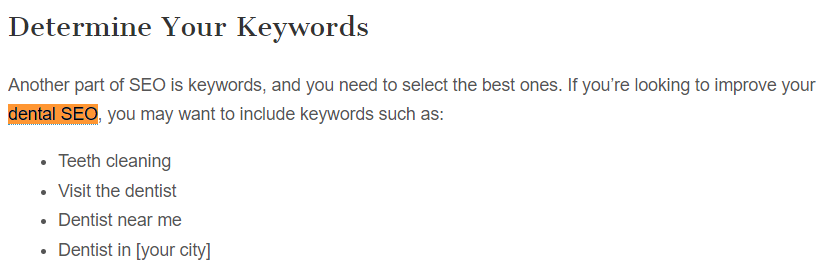 Determine Your Keywords
Another part of SEO is keywords, and you need to select the best ones. If you’re looking to improve your
dental SEO, you may want to include keywords such as:
• Teeth cleaning
• Visit the dentist
• Dentist near me
• Dentist in [your city]